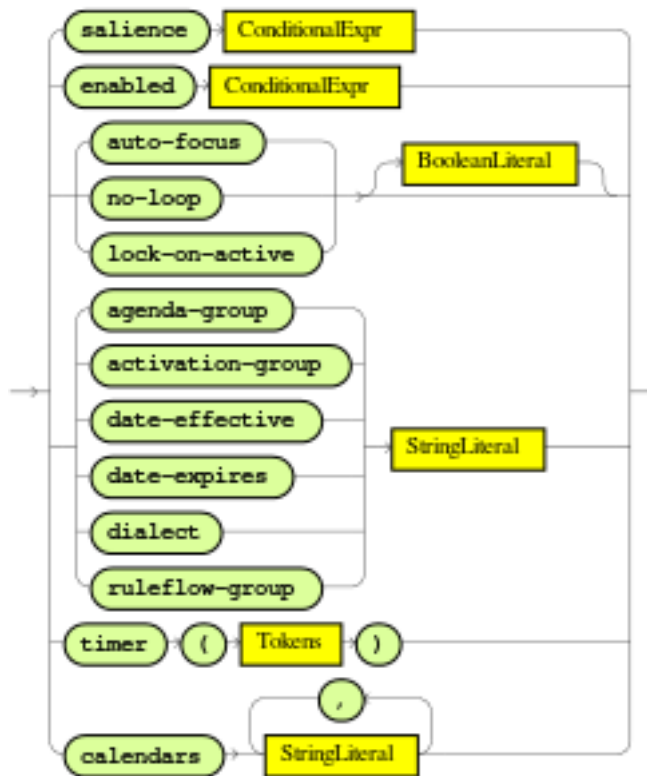 salience ConditionalExpr
enabled ConditionalExpr
auto-focus
BooleanLiteral
no-loop
lock-on-active
agenda-group
activation-group
date-effective
StringLiteral
date-expires
dialect
ruleflow-group
timer ( Tokens )
,
calendars StringLiteral